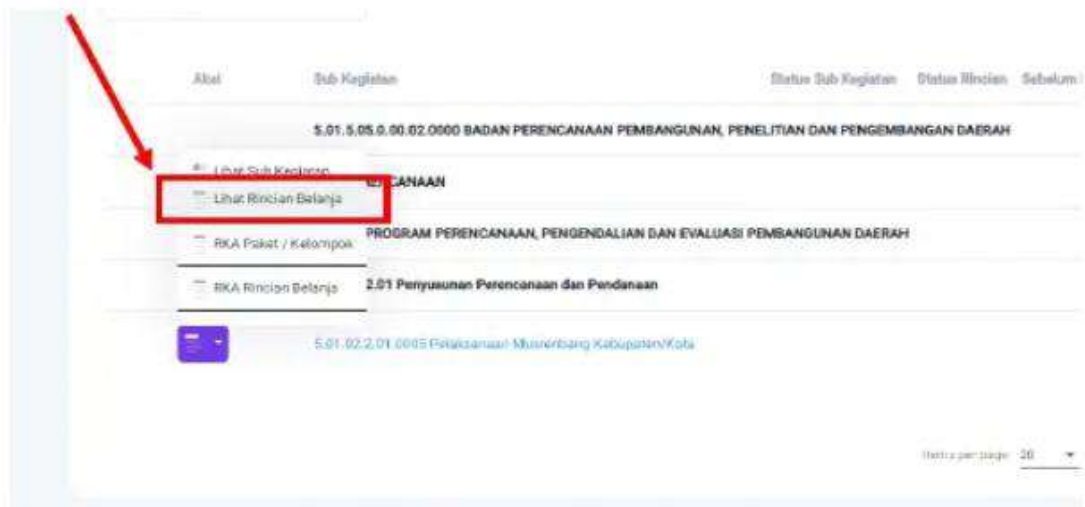 Aksi Sub Kegiatan Status Sub Kegiatan Status Rincian Sebelum
5.01.5.05.0.00.02.0000 BADAN PERENCANAAN PEMBANGUNAN, PENELITIAN DAN PENGEMBANGAN DAERAH
Lihat Sub Kegiatan
CANAAN
Lihat Rincian Belanja
RKA Paket / Kelompok PROGRAM PERENCANAAN, PENGENDALIAN DAN EVALUASI PEMBANGUNAN DAERAH
RKA Rincian Belanja 2.01 Penyusunan Perencanaan dan Pendanaan
5.01.02.2.01.0005 Pelaksanaan Musrenbang Kabupaten/Kota
Items per page 20